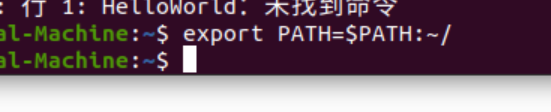 : 行 1: HelloWorld: 未找到命令
al-Machine:~$ export PATH=$PATH:~/
al-Machine:~$